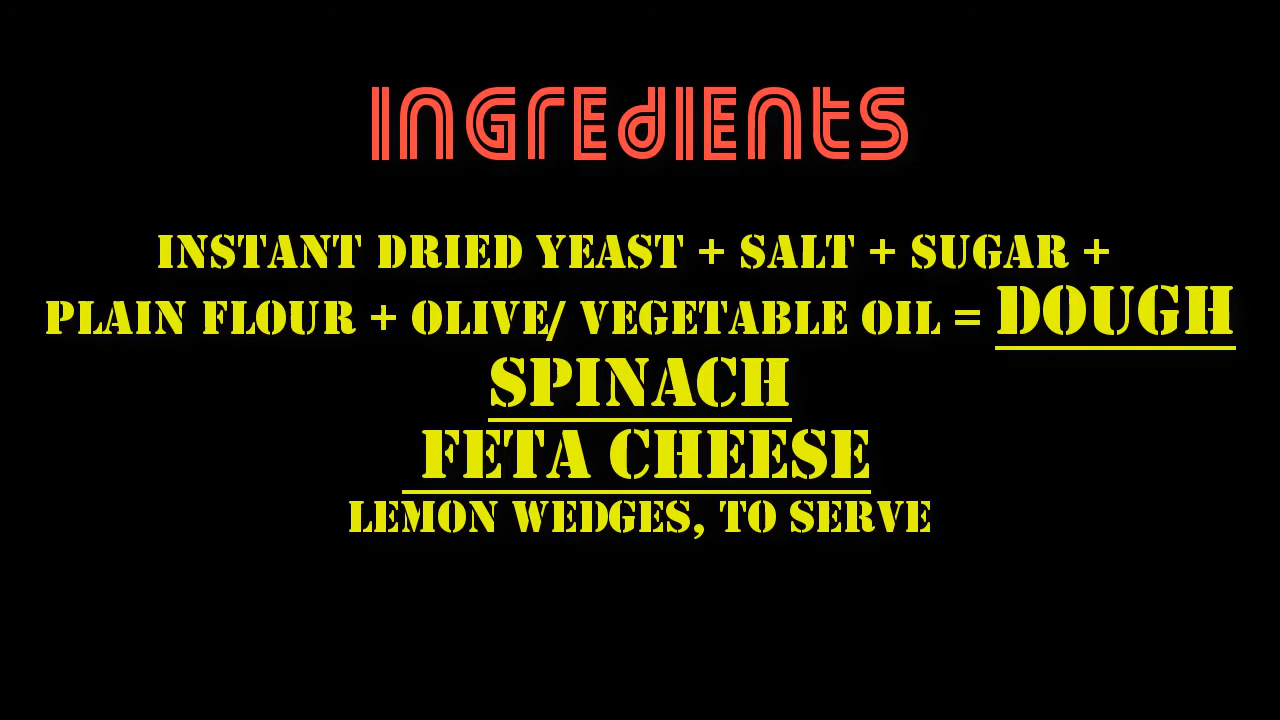 INGREDIENTS
INSTANT DRIED YEAST + SALT + SUGAR +
PLAIN FLOUR + OLIVE/ VEGETABLE OIL = DOUGH
SPINACH
FETA CHEESE
LEMON WEDGES, TO SERVE